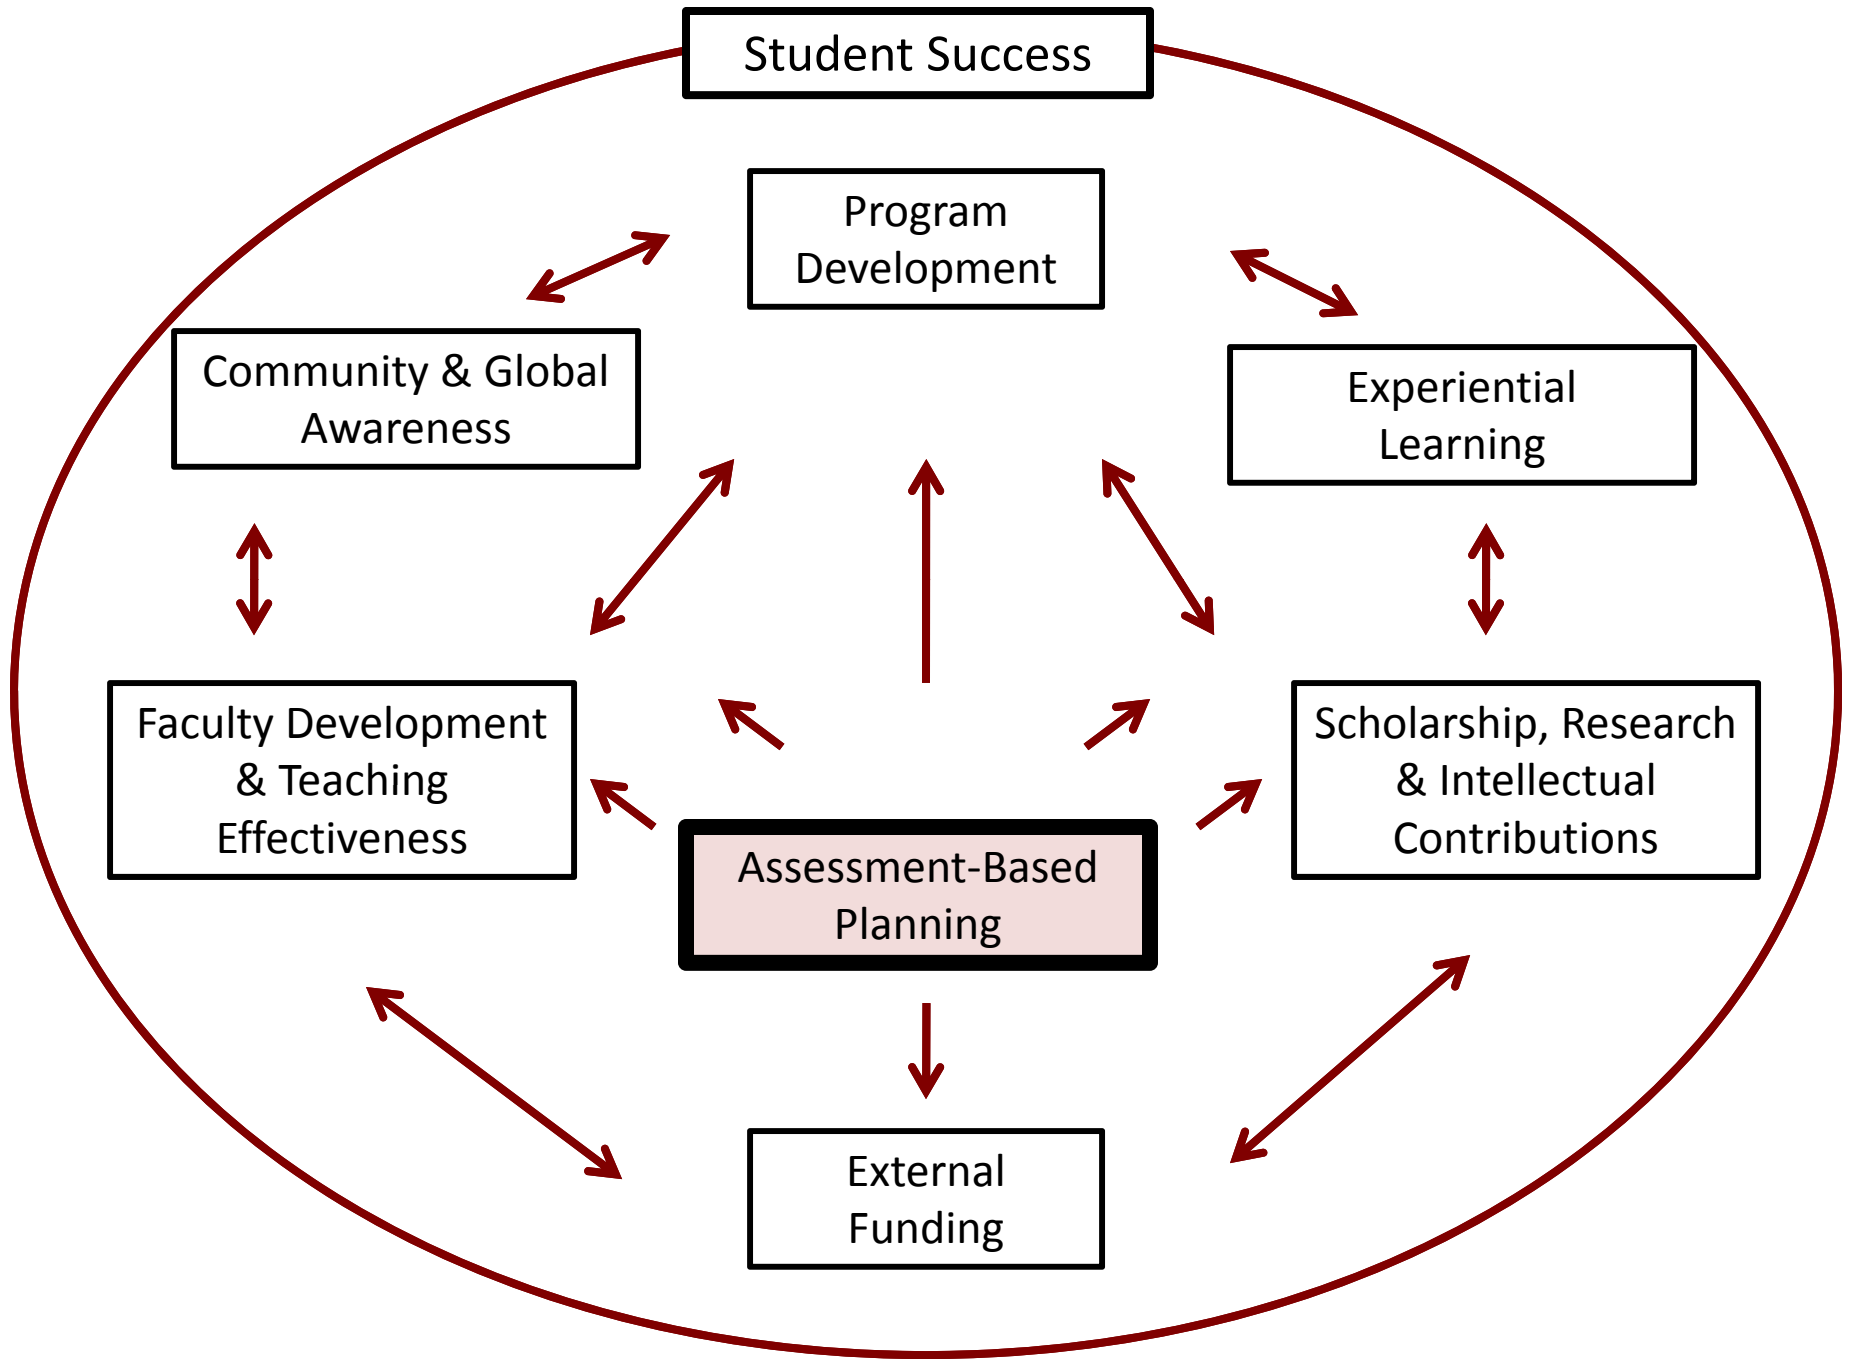 Student Success
Program
Development
Community & Global
Awareness
Experiential
Learning
Faculty Development
& Teaching
Effectiveness
Scholarship, Research
& Intellectual
Contributions
Assessment-Based
Planning
External
Funding